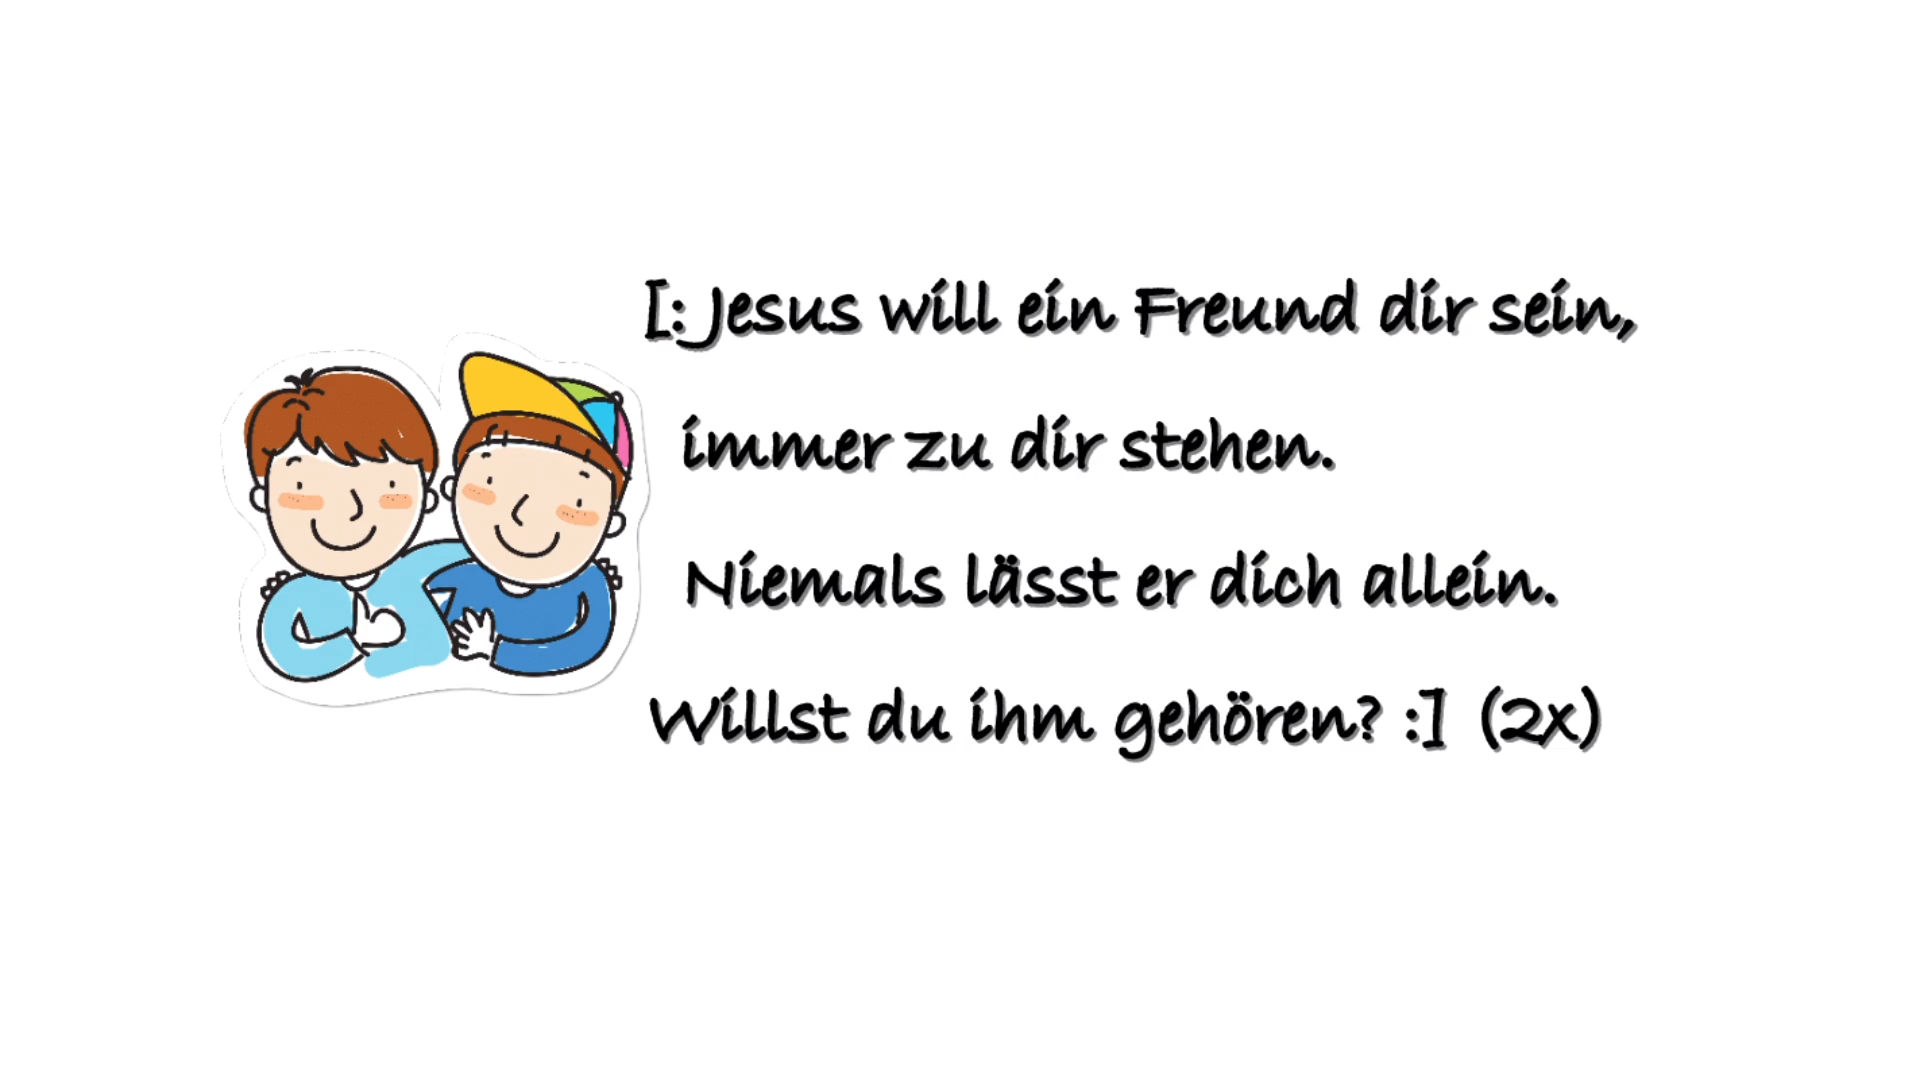 [: Jesus will ein Freund dir sein,
immer zu dir stehen.
Niemals lässt er dich allein.
Willst du ihm gehören? :] (2x)